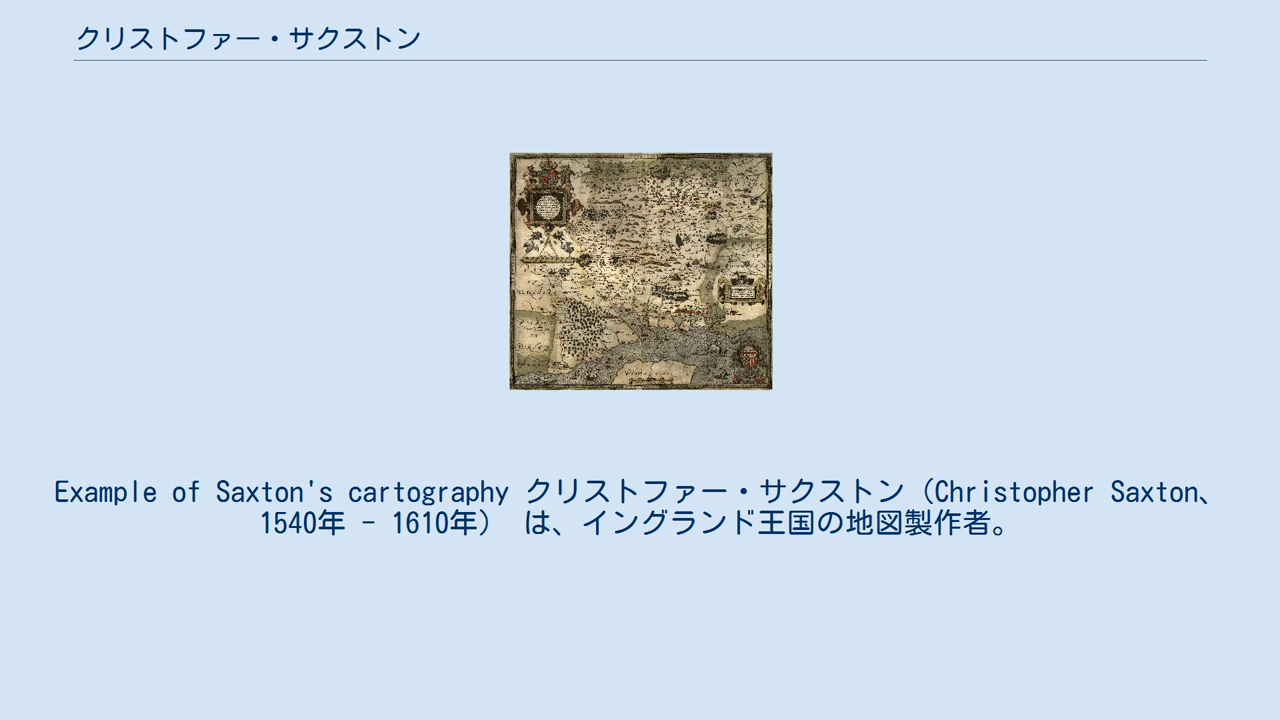 クリストファー・サクストン
Example of Saxton's cartography クリストファー・サクストン（Christopher Saxton、
1540年 - 1610年） は、イングランド王国の地図製作者。